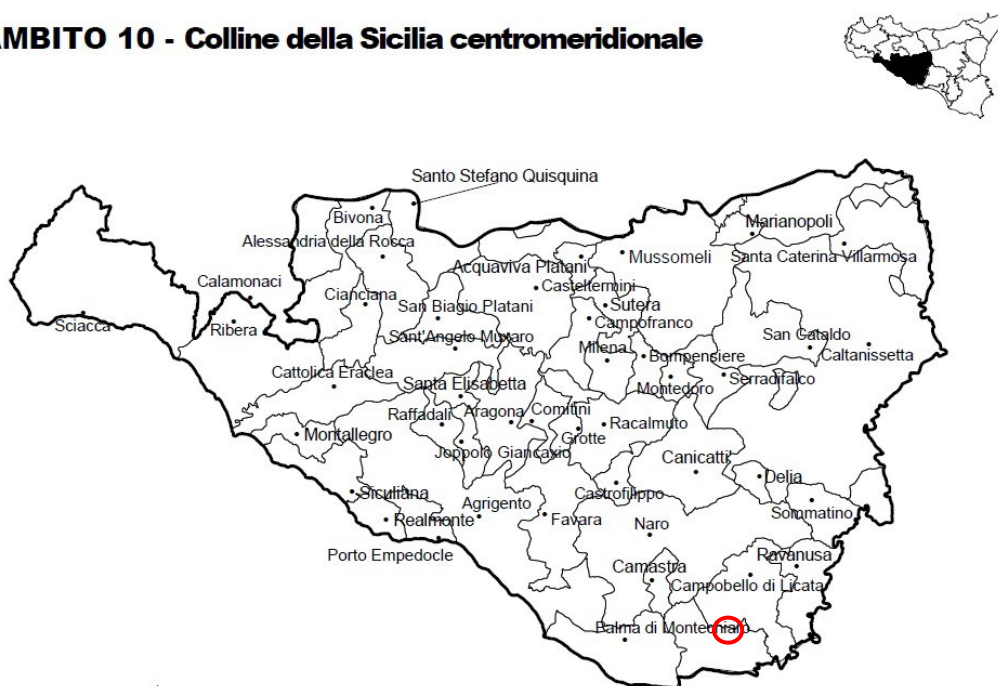 AMBITO 10 - Colline della Sicilia centromeridionale
Santo Stefano Quisquina
Bivona
Marianopoli
Alessandria della Rocca
Mussomeli
Santa Caterina Villarmosa
Acquaviva Platani
Calamonaci
Casteltermini
Cianciana
San Biagio Platani
Sutera
Campofranco
Sciacca
Ribera
Sant'Angelo Muxaro
San Cataldo
Milena
Bompensiere
Caltanissetta
Cattolica Eraclea
Santa Elisabetta
Montedoro
Serradifalco
Raffadali
Aragona
Comitini
Racalmuto
Montallegro
Grotte
Joppolo Giancaxio
Canicatti'
Delia
Siculiana
Castrofilippo
Agrigento
Sommatino
Realmonte
Favara
Naro
Porto Empedocle
Ravanusa
Camastra
Campobello di Licata
Palma di Montechiaro